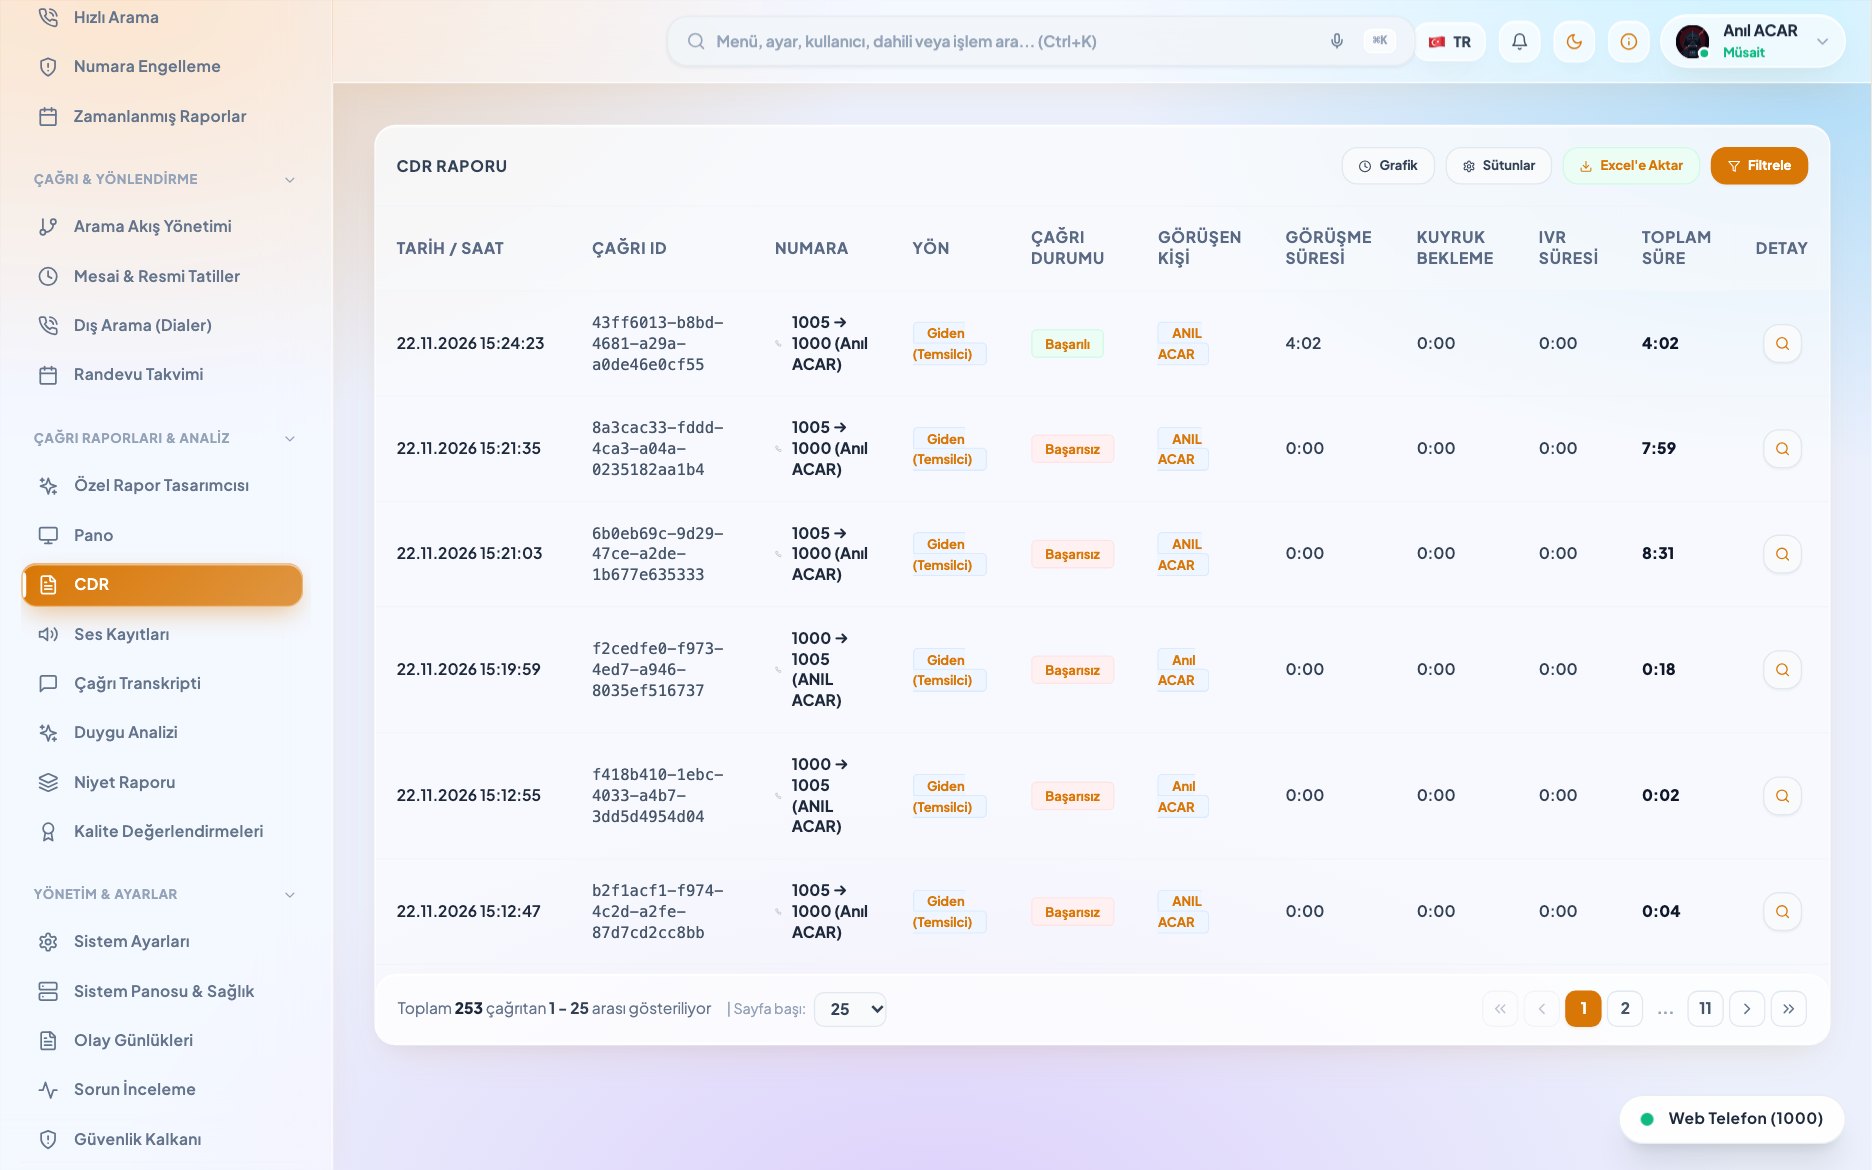 Hızlı Arama
Numara Engelleme
Zamanlanmış Raporlar
ÇAĞRI & YÖNLENDİRME
Arama Akış Yönetimi
Mesai & Resmi Tatiller
Dış Arama (Dialer)
Randevu Takvimi
ÇAĞRI RAPORLARI & ANALİZ
Özel Rapor Tasarımcısı
Pano
CDR
Ses Kayıtları
Çağrı Transkripti
Duygu Analizi
Niyet Raporu
Kalite Değerlendirmeleri
YÖNETİM & AYARLAR
Sistem Ayarları
Sistem Panosu & Sağlık
Olay Günlükleri
Sorun İnceleme
Güvenlik Kalkanı
Menü, ayar, kullanıcı, dahili veya işlem ara... (Ctrl+K)
⌘K
TR
Anıl ACAR
Müsait
CDR RAPORU
Grafik
Sütunlar
Excel'e Aktar
Filtrele
TARİH / SAAT
ÇAĞRI ID
NUMARA
YÖN
ÇAĞRI
DURUMU
GÖRÜŞEN
KİŞİ
GÖRÜŞME
SÜRESİ
KUYRUK
BEKLEME
IVR
SÜRESİ
TOPLAM
SÜRE
DETAY
22.11.2026 15:24:23
43ff6013-b8bd-
4681-a29a-
a0de46e0cf55
1005 →
1000 (Anıl
ACAR)
Giden
(Temsilci)
Başarılı
ANIL
ACAR
4:02
0:00
0:00
4:02
22.11.2026 15:21:35
8a3cac33-fddd-
4ca3-a04a-
0235182aa1b4
1005 →
1000 (Anıl
ACAR)
Giden
(Temsilci)
Başarısız
ANIL
ACAR
0:00
0:00
0:00
7:59
22.11.2026 15:21:03
6b0eb69c-9d29-
47ce-a2de-
1b677e635333
1005 →
1000 (Anıl
ACAR)
Giden
(Temsilci)
Başarısız
ANIL
ACAR
0:00
0:00
0:00
8:31
22.11.2026 15:19:59
f2cedfe0-f973-
4ed7-a946-
8035ef516737
1000 →
1005
(ANIL
ACAR)
Giden
(Temsilci)
Başarısız
Anıl
ACAR
0:00
0:00
0:00
0:18
22.11.2026 15:12:55
f418b410-1ebc-
4033-a4b7-
3dd5d4954d04
1000 →
1005
(ANIL
ACAR)
Giden
(Temsilci)
Başarısız
Anıl
ACAR
0:00
0:00
0:00
0:02
22.11.2026 15:12:47
b2f1acf1-f974-
4c2d-a2fe-
87d7cd2cc8bb
1005 →
1000 (Anıl
ACAR)
Giden
(Temsilci)
Başarısız
ANIL
ACAR
0:00
0:00
0:00
0:04
Toplam 253 çağrıtan 1 - 25 arası gösteriliyor | Sayfa başı: 25
« ‹ 1 2 ... 11 › »
Web Telefon (1000)